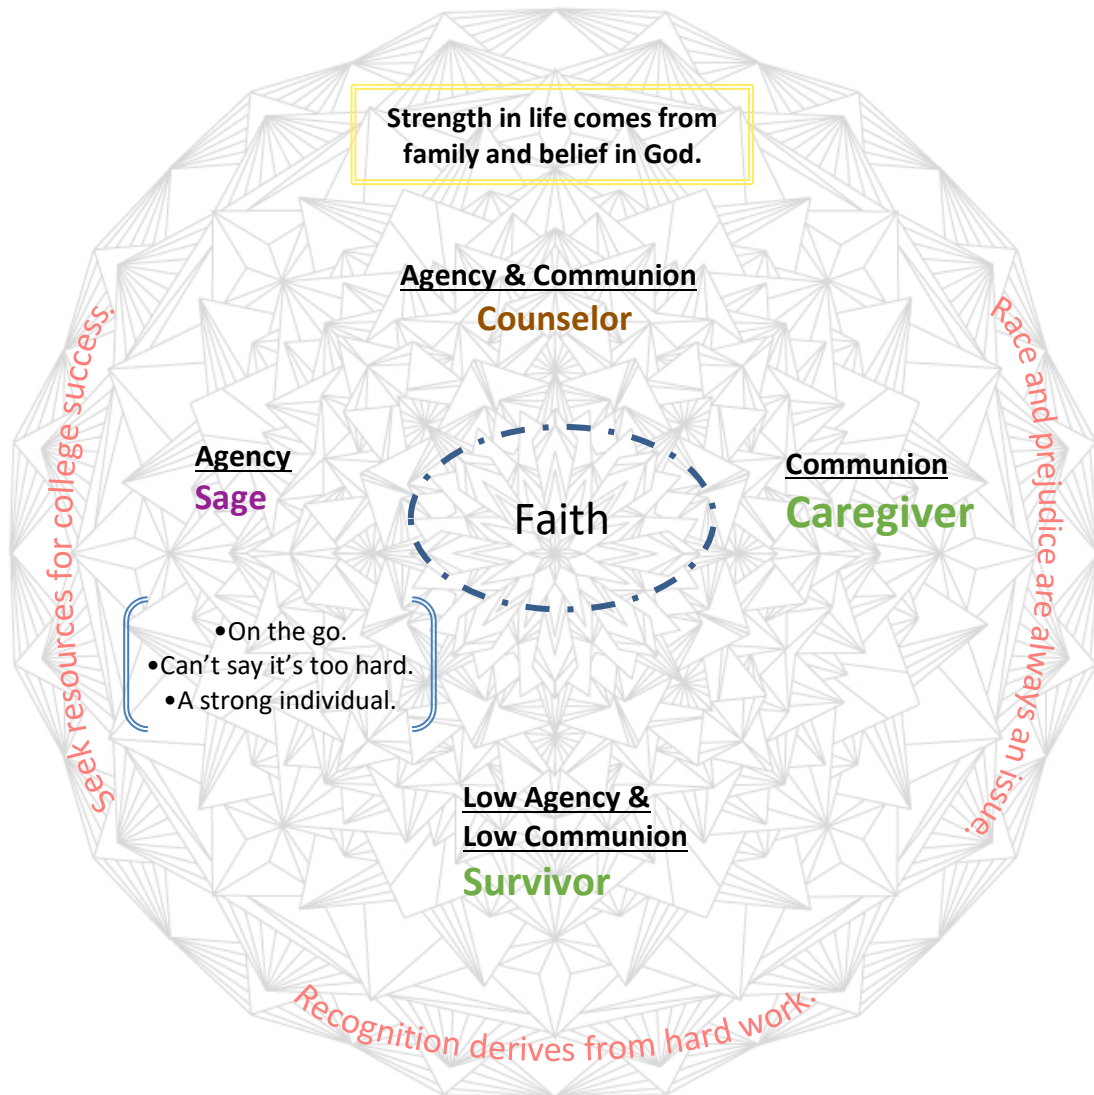 Strength in life comes from
family and belief in God.
Agency & Communion
Counselor
Seek resources for college success.
Race and prejudice are always an issue.
Agency
Sage
Communion
Caregiver
Faith
•On the go.
•Can't say it's too hard.
•A strong individual.
Low Agency &
Low Communion
Survivor
Recognition derives from hard work.